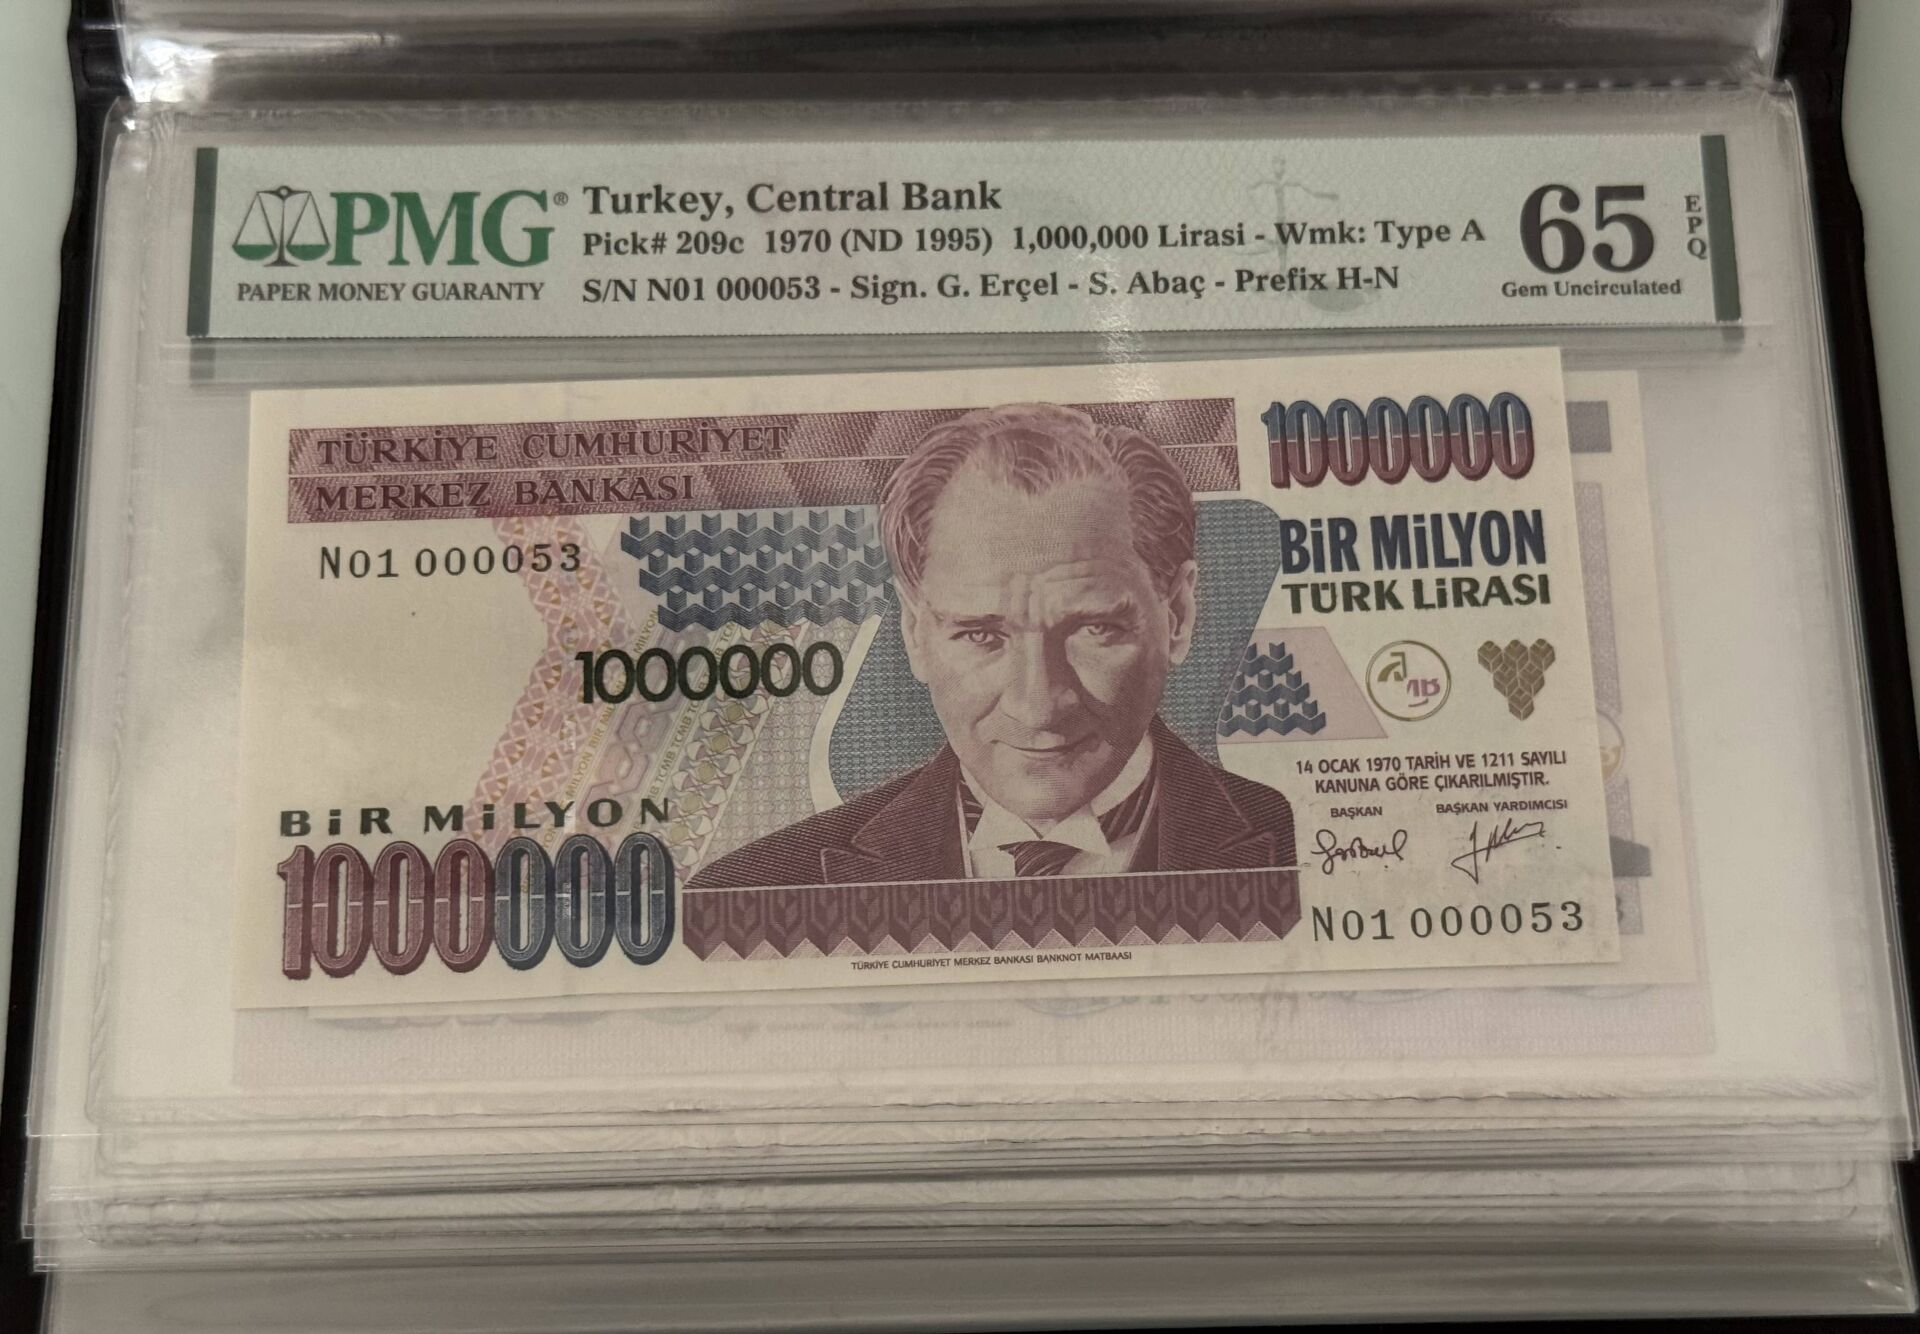 PMG®
PAPER MONEY GUARANTY
Turkey, Central Bank
Pick# 209c 1970 (ND 1995) 1,000,000 Lirasi - Wmk: Type A
S/N N01 000053 - Sign. G. Erçel - S. Abaç - Prefix H-N
65
EPQ
Gem Uncirculated
TÜRKİYE CUMHURİYET
MERKEZ BANKASI
1000000
N01 000053
BİR MİLYON
TÜRK LİRASI
1000000
14 OCAK 1970 TARİH VE 1211 SAYILI
KANUNA GÖRE ÇIKARILMIŞTIR.
BAŞKAN
BAŞKAN YARDIMCISI
BİR MİLYON
1000000
N01 000053
TÜRKİYE CUMHURİYET MERKEZ BANKASI BANKNOT MATBAASI